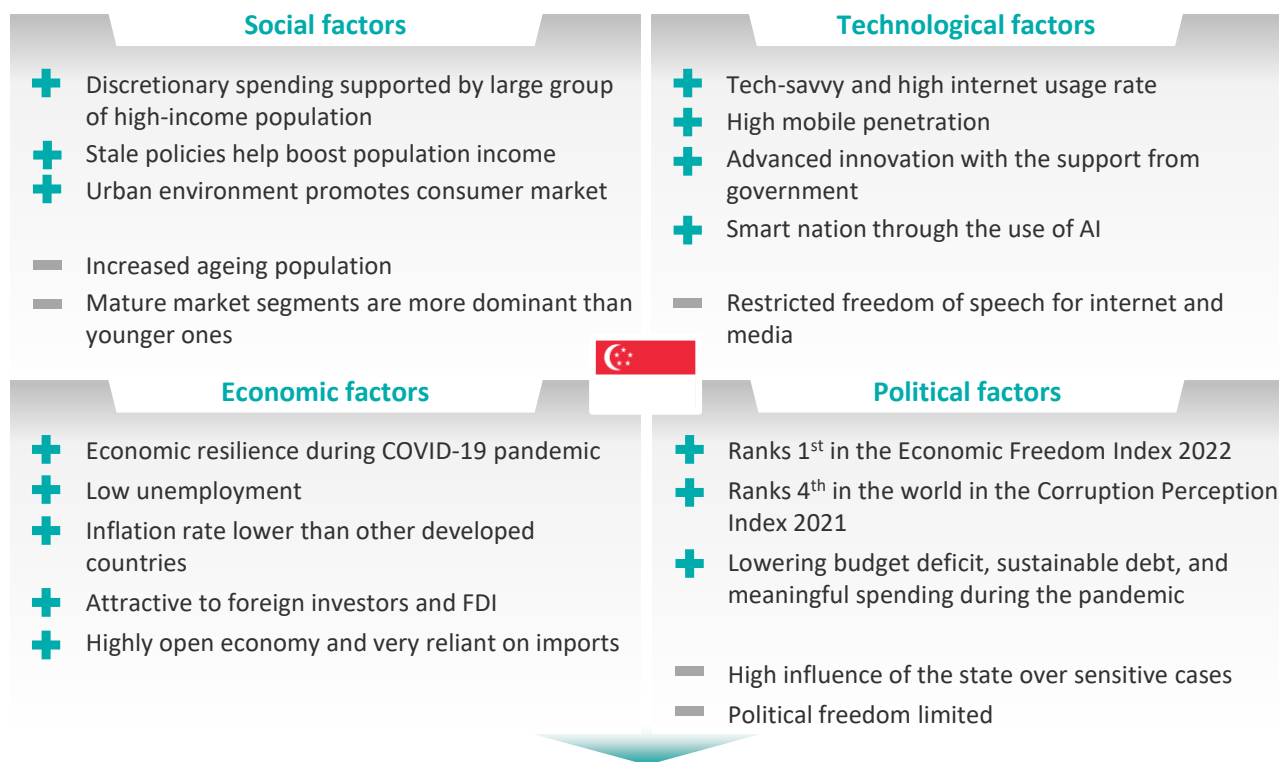 Social factors
Discretionary spending supported by large group
of high-income population
Stale policies help boost population income
Urban environment promotes consumer market
Increased ageing population
Mature market segments are more dominant than
younger ones
Technological factors
Tech-savvy and high internet usage rate
High mobile penetration
Advanced innovation with the support from
government
Smart nation through the use of AI
Restricted freedom of speech for internet and
media
Economic factors
Economic resilience during COVID-19 pandemic
Low unemployment
Inflation rate lower than other developed
countries
Attractive to foreign investors and FDI
Highly open economy and very reliant on imports
Political factors
Ranks 1st in the Economic Freedom Index 2022
Ranks 4th in the world in the Corruption Perception
Index 2021
Lowering budget deficit, sustainable debt, and
meaningful spending during the pandemic
High influence of the state over sensitive cases
Political freedom limited